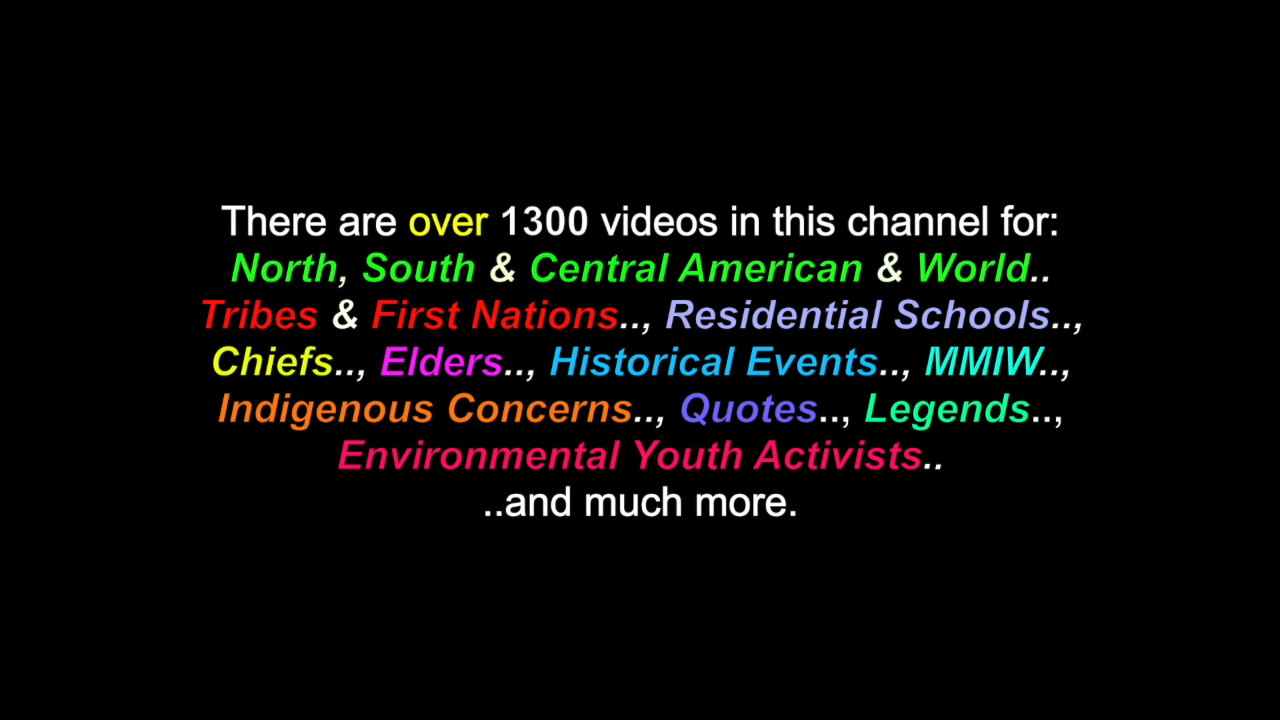 There are over 1300 videos in this channel for:
North, South & Central American & World..
Tribes & First Nations.., Residential Schools..,
Chiefs.., Elders.., Historical Events.., MMIW..,
Indigenous Concerns.., Quotes.., Legends..,
Environmental Youth Activists..
..and much more.